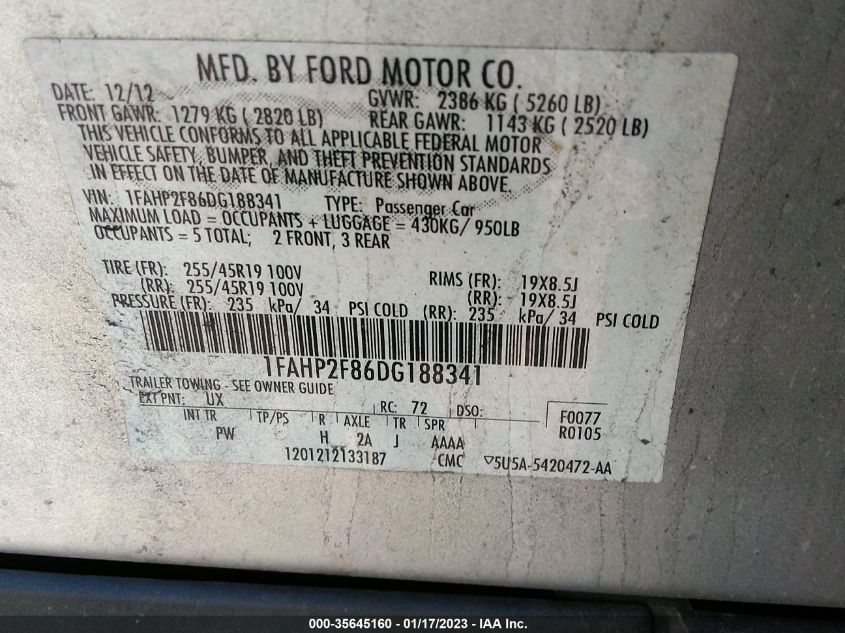 MFD. BY FORD MOTOR CO.
DATE: 12/12 GVWR: 2386 KG ( 5260 LB)
FRONT GAWR: 1279 KG ( 2820 LB) REAR GAWR: 1143 KG ( 2520 LB)
THIS VEHICLE CONFORMS TO ALL APPLICABLE FEDERAL MOTOR
VEHICLE SAFETY, BUMPER, AND THEFT PREVENTION STANDARDS
IN EFFECT ON THE DATE OF MANUFACTURE SHOWN ABOVE.
VIN: 1FAHP2F86DG188341 TYPE: Passenger Car
MAXIMUM LOAD = OCCUPANTS + LUGGAGE = 430KG/ 950LB
OCCUPANTS = 5 TOTAL; 2 FRONT, 3 REAR
TIRE (FR): 255/45R19 100V RIMS (FR): 19X8.5J
(RR): 255/45R19 100V (RR): 19X8.5J
PRESSURE (FR): 235 kPa/ 34 PSI COLD (RR): 235 kPa/ 34 PSI COLD
1FAHP2F86DG188341
TRAILER TOWING - SEE OWNER GUIDE
EXT PNT: UX RC: 72 DSO: F0077
INT TR TP/PS R AXLE TR SPR R0105
PW H 2A J AAAA
1201212133187 CMC ▽5U5A-5420472-AA
000-35645160 - 01/17/2023 - IAA Inc.